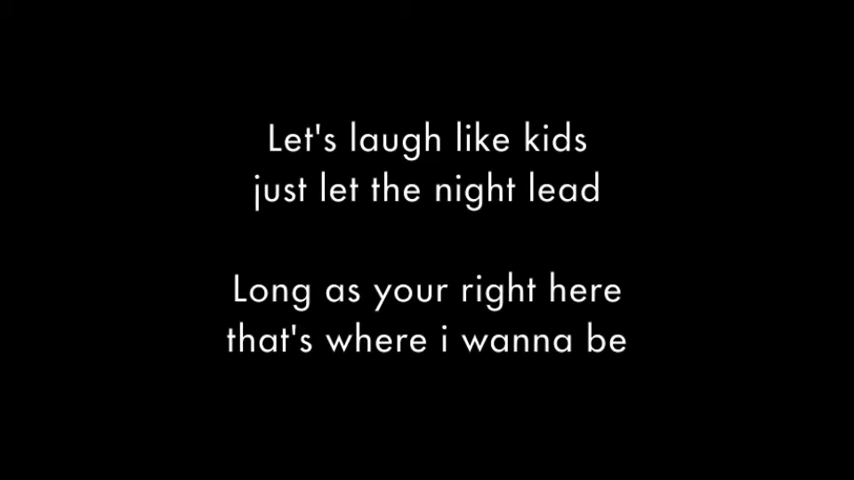 Let's laugh like kids
just let the night lead
Long as your right here
that's where i wanna be